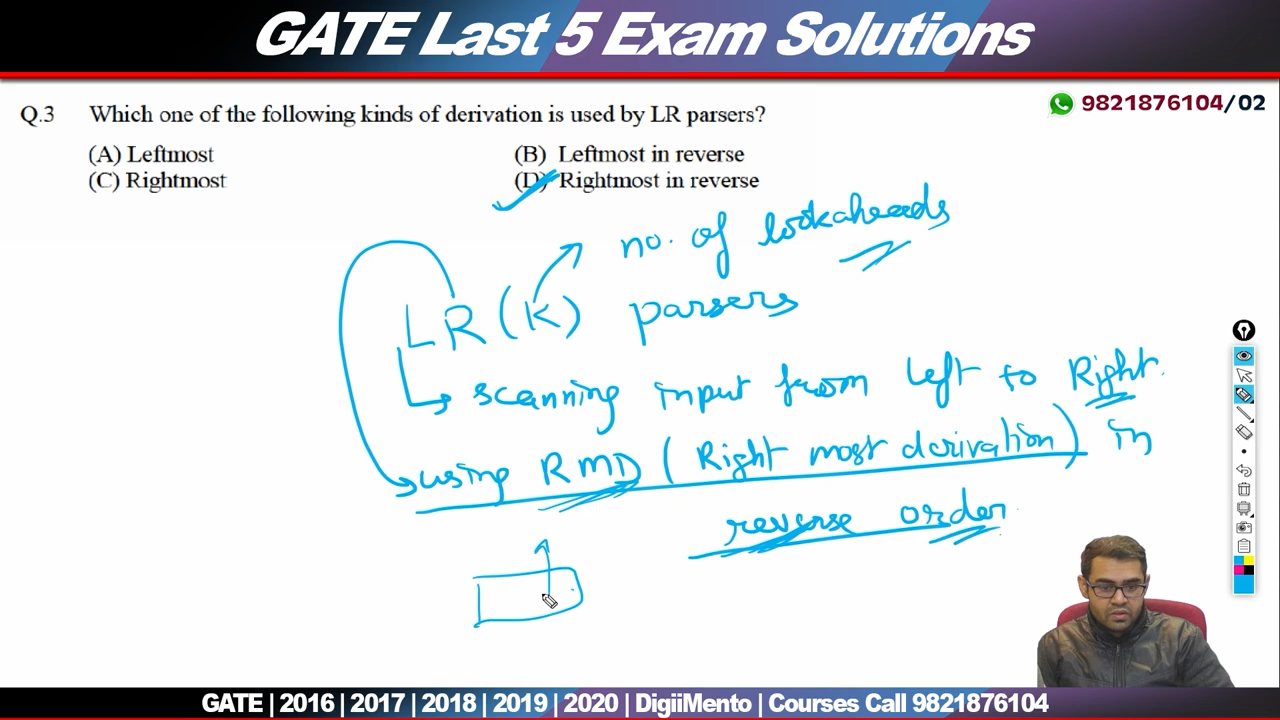 GATE Last 5 Exam Solutions
9821876104/02
Q.3 Which one of the following kinds of derivation is used by LR parsers?
(A) Leftmost (B) Leftmost in reverse
(C) Rightmost (D) Rightmost in reverse
no. of lookaheads
LR (K) parsers
scanning input from left to Right.
using RMD ( Right most derivation ) in
reverse order
GATE | 2016 | 2017 | 2018 | 2019 | 2020 | DigiiMento | Courses Call 9821876104